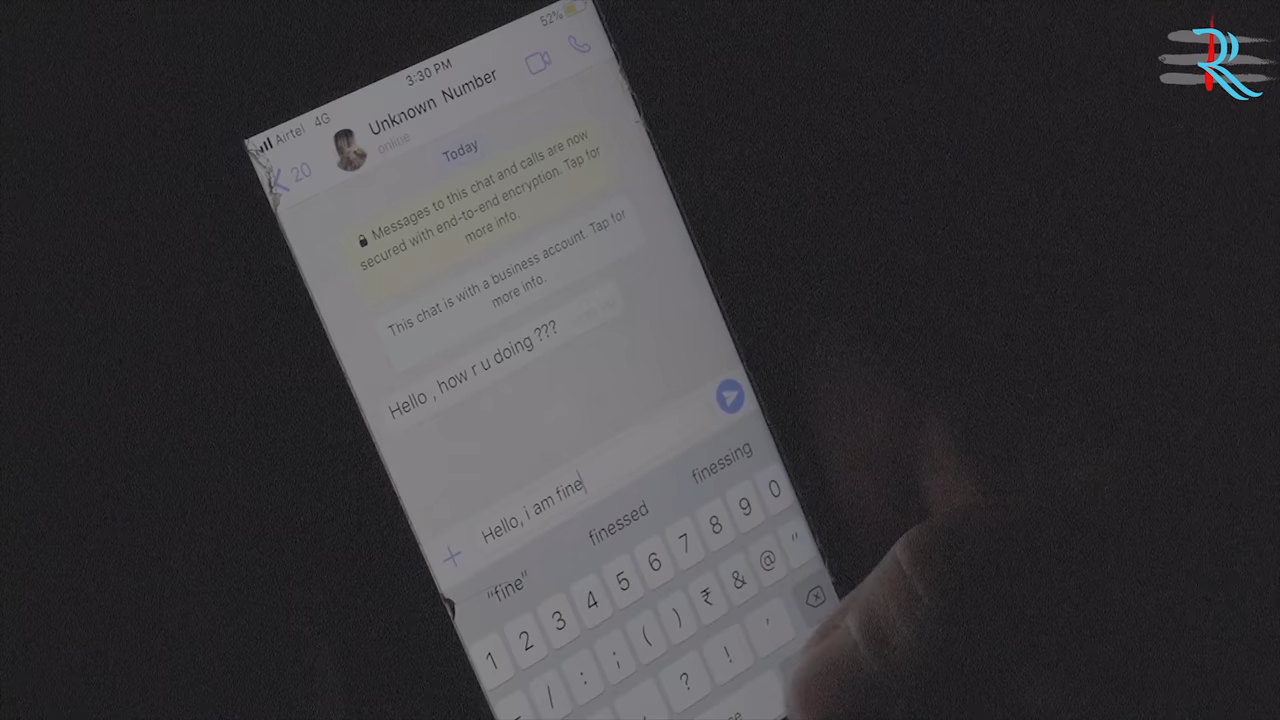 52%
3:30 PM
Airtel 4G
Unknown Number
online
20
Today
Messages to this chat and calls are now
secured with end-to-end encryption. Tap for
more info.
This chat is with a business account. Tap for
more info.
Hello , how r u doing ???
Hello, i am fine
"fine" finessed finessing
1 2 3 4 5 6 7 8 9 0
/ : ; ( ) ₹ & @ "
? ! '
R